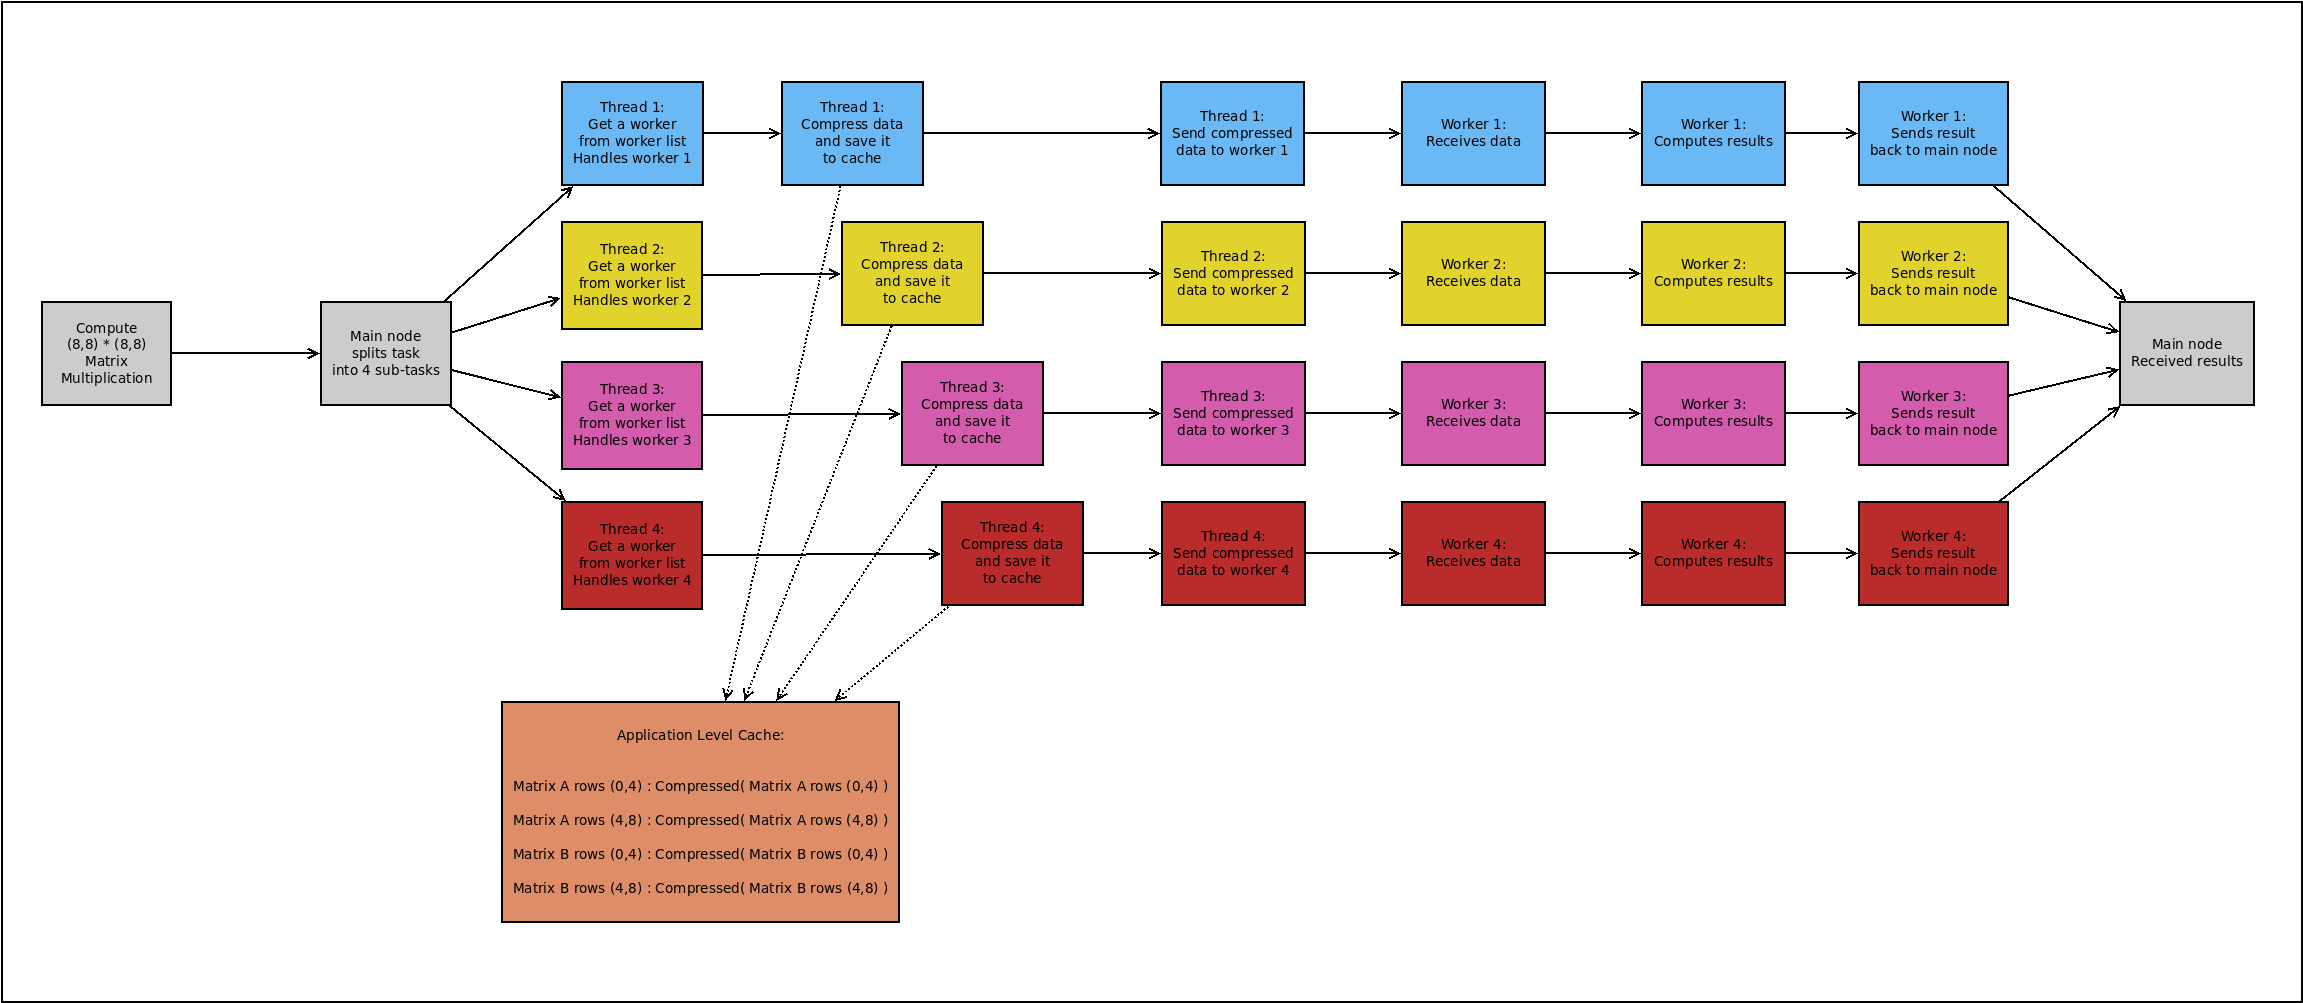 Compute
(8,8) * (8,8)
Matrix
Multiplication
Main node
splits task
into 4 sub-tasks
Thread 1:
Get a worker
from worker list
Handles worker 1
Thread 1:
Compress data
and save it
to cache
Thread 1:
Send compressed
data to worker 1
Worker 1:
Receives data
Worker 1:
Computes results
Worker 1:
Sends result
back to main node
Thread 2:
Get a worker
from worker list
Handles worker 2
Thread 2:
Compress data
and save it
to cache
Thread 2:
Send compressed
data to worker 2
Worker 2:
Receives data
Worker 2:
Computes results
Worker 2:
Sends result
back to main node
Thread 3:
Get a worker
from worker list
Handles worker 3
Thread 3:
Compress data
and save it
to cache
Thread 3:
Send compressed
data to worker 3
Worker 3:
Receives data
Worker 3:
Computes results
Worker 3:
Sends result
back to main node
Thread 4:
Get a worker
from worker list
Handles worker 4
Thread 4:
Compress data
and save it
to cache
Thread 4:
Send compressed
data to worker 4
Worker 4:
Receives data
Worker 4:
Computes results
Worker 4:
Sends result
back to main node
Main node
Received results
Application Level Cache:
Matrix A rows (0,4) : Compressed( Matrix A rows (0,4) )
Matrix A rows (4,8) : Compressed( Matrix A rows (4,8) )
Matrix B rows (0,4) : Compressed( Matrix B rows (0,4) )
Matrix B rows (4,8) : Compressed( Matrix B rows (4,8) )